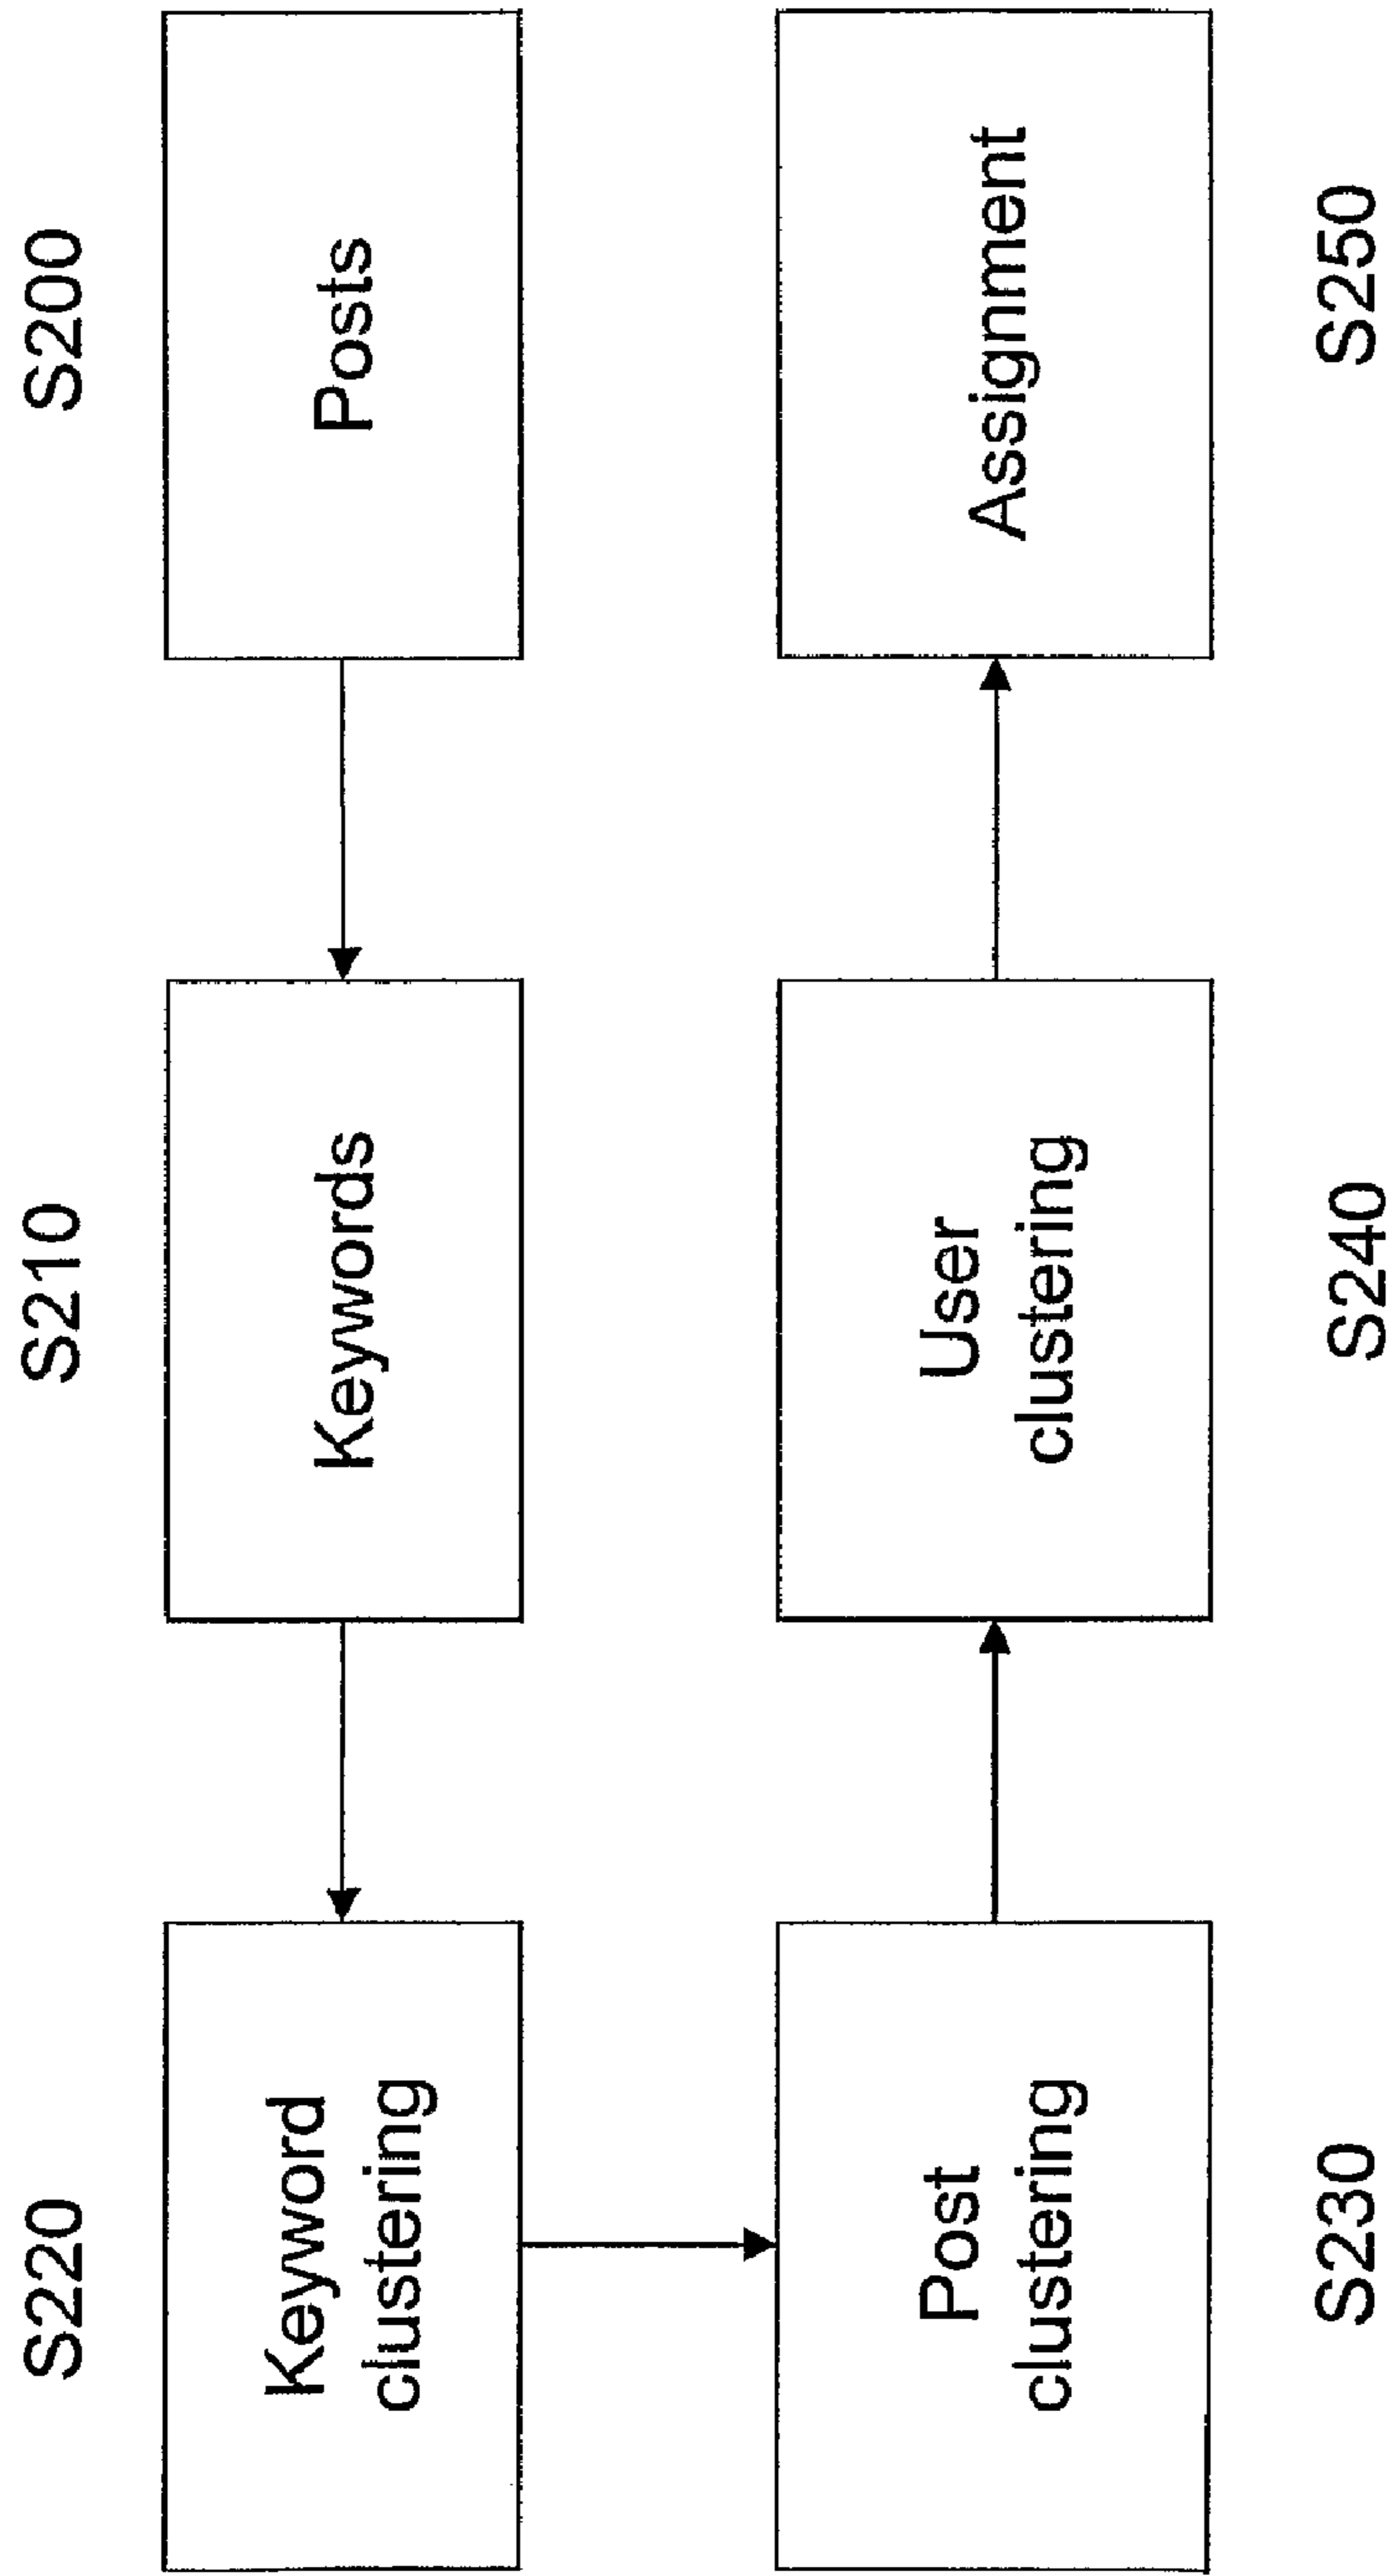 S220
S210
S200
Keyword
clustering
Keywords
Posts
Post
clustering
User
clustering
Assignment
S230
S240
S250